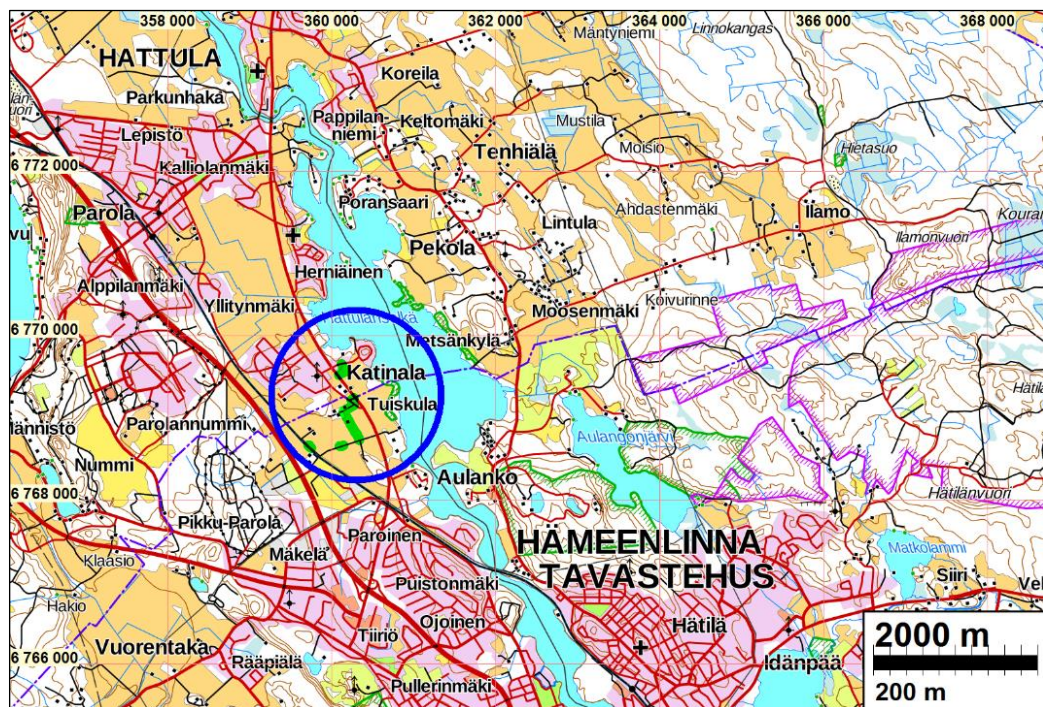 358 000
360 000
362 000
364 000
366 000
368 000
Mäntyniemi
Linnokangas
HATTULA
Koreila
Parkunhaka
Pappilan-
niemi
Keltomäki
Mustila
Lepistö
Tenhiälä
Moisio
Hietasuo
6 772 000
Kalliolanmäki
Poransaari
Ahdastenmäki
Ilamo
Parola
Lintula
Pekola
Ilamonvuori
Herniäinen
Alppilanmäki
Yllitynmäki
Moosenmäki
Koivurinne
Hattulanselkä
6 770 000
Metsänkylä
Katinala
Tuiskula
Parolannummi
Aulangonjärvi
Nummi
Aulanko
Hätilänvuori
6 768 000
Pikku-Parola
Paroinen
HÄMEENLINNA
Mäkelä
Matkolammi
Klaasio
TAVASTEHUS
Siiri
Puistonmäki
Hakio
Ojoinen
Hätilä
Vuorentaka
Tiiriö
2000 m
6 766 000
Rääpiälä
Idänpää
Pullerinmäki
200 m